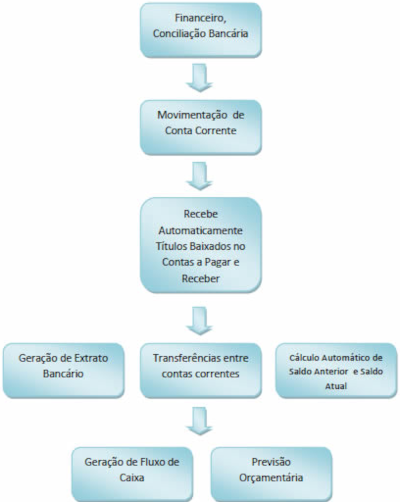 Financeiro,
Conciliação Bancária
Movimentação de
Conta Corrente
Recebe
Automaticamente
Títulos Baixados no
Contas a Pagar e
Receber
Geração de Extrato
Bancário
Transferências entre
contas correntes
Cálculo Automático de
Saldo Anterior e Saldo
Atual
Geração de Fluxo de
Caixa
Previsão
Orçamentária